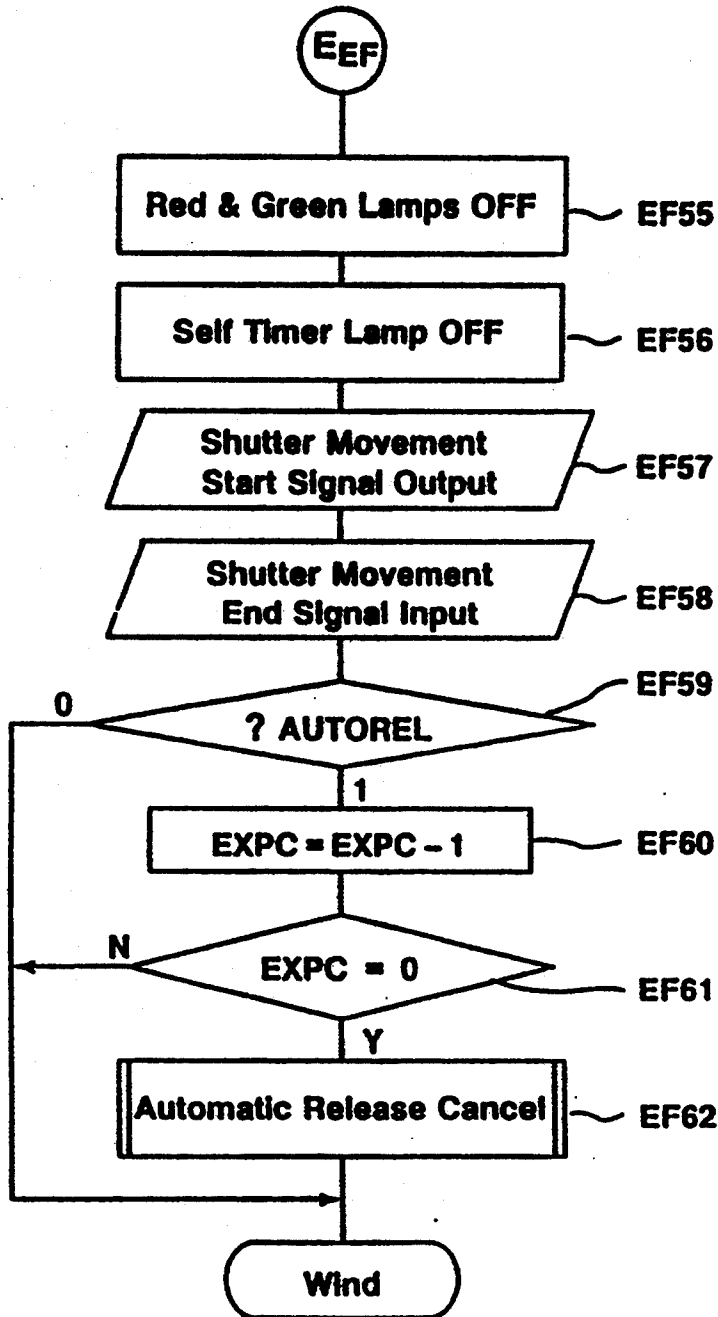 EEF
Red & Green Lamps OFF
EF55
Self Timer Lamp OFF
EF56
Shutter Movement
Start Signal Output
EF57
Shutter Movement
End Signal Input
EF58
EF59
0
? AUTOREL
1
EXPC = EXPC - 1
EF60
N
EXPC = 0
EF61
Y
Automatic Release Cancel
EF62
Wind